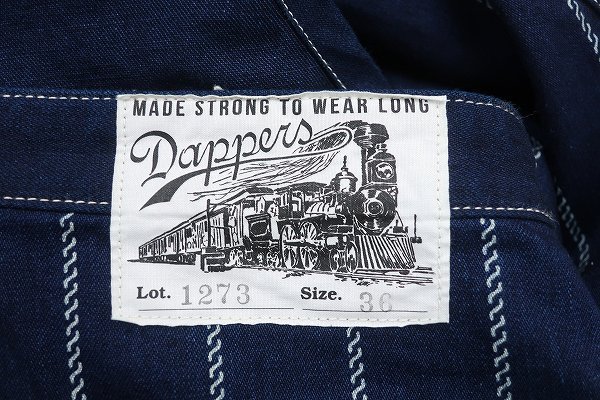 MADE STRONG TO WEAR LONG
Dappers
Lot. 1273 Size. 36